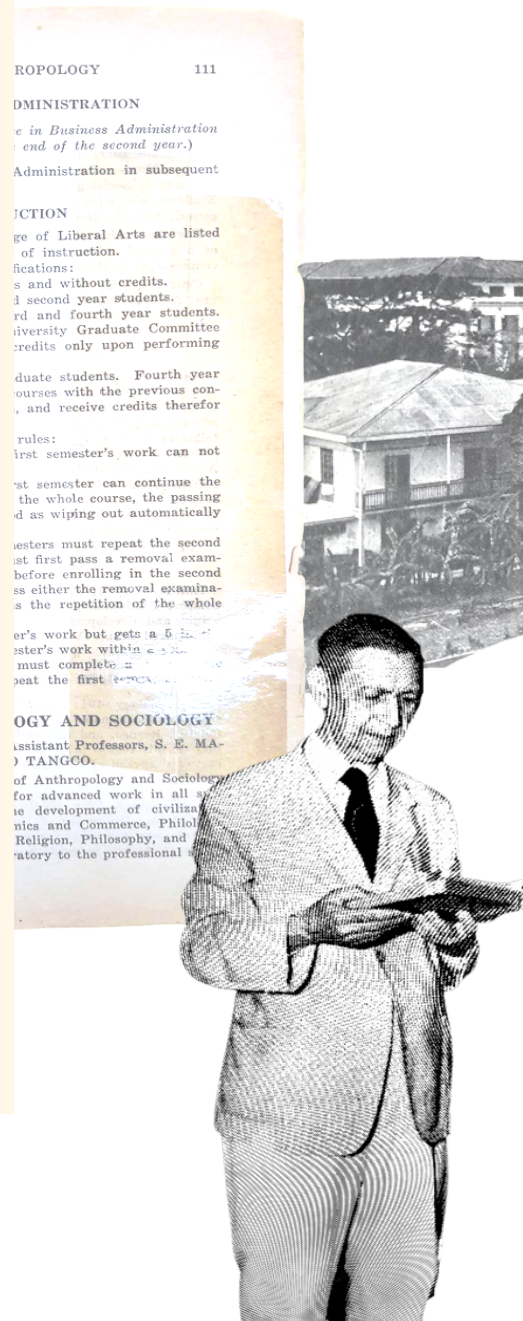 ROPOLOGY 111
DMINISTRATION
e in Business Administration
end of the second year.)
Administration in subsequent
UCTION
ge of Liberal Arts are listed
of instruction.
fications:
s and without credits.
d second year students.
rd and fourth year students.
iversity Graduate Committee
credits only upon performing
duate students. Fourth year
ourses with the previous con-
, and receive credits therefor
rules:
irst semester's work can not
rst semester can continue the
the whole course, the passing
d as wiping out automatically
esters must repeat the second
st first pass a removal exam-
before enrolling in the second
ss either the removal examina-
s the repetition of the whole
er's work but gets a 5
ester's work within
must complete
peat the first
OGY AND SOCIOLOGY
Assistant Professors, S. E. MA-
O TANGCO.
of Anthropology and Sociology
for advanced work in all
e development of civiliza
nics and Commerce, Philol
Religion, Philosophy, and
ratory to the professional